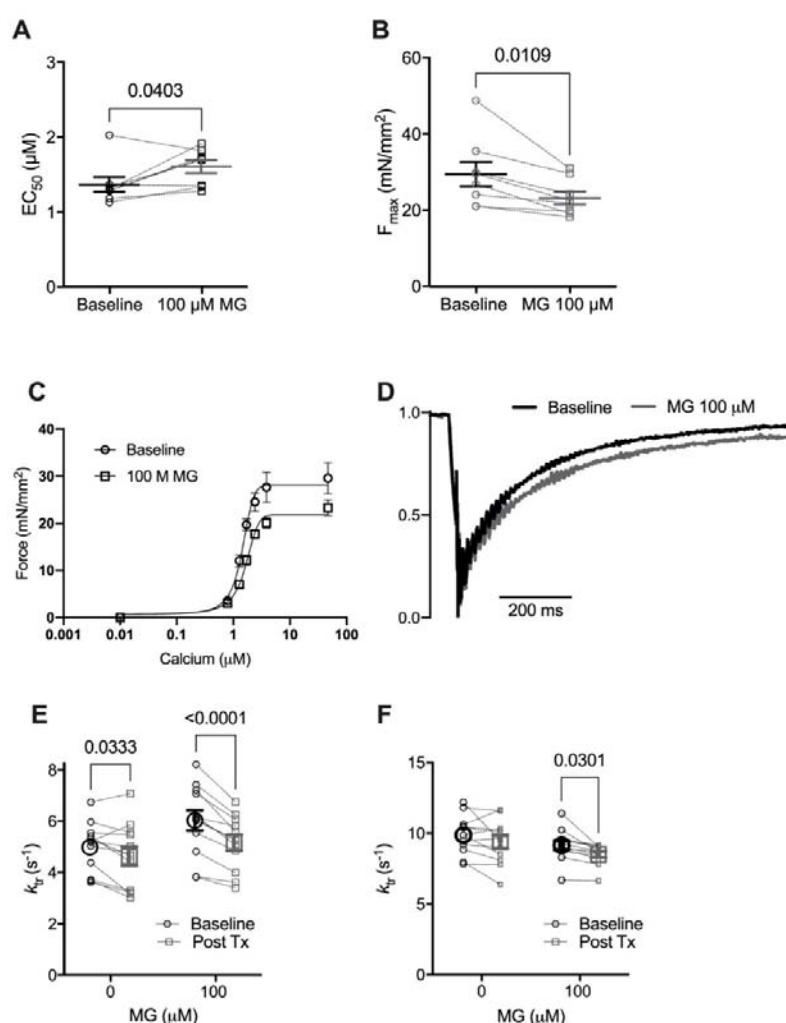 A
0.0403
3
2
1
0
EC50 (µM)
Baseline 100 µM MG
B
0.0109
60
40
20
0
Fmax (mN/mm²)
Baseline MG 100 µM
C
40
30
20
10
0
Force (mN/mm²)
Baseline
100 M MG
0.001 0.01 0.1 1 10 100
Calcium (µM)
D
Baseline MG 100 µM
1.0
0.5
0.0
200 ms
E
<0.0001
0.0333
8
6
4
2
0
ktr (s⁻¹)
Baseline
Post Tx
0 100
MG (µM)
F
0.0301
15
10
5
0
ktr (s⁻¹)
Baseline
Post Tx
0 100
MG (µM)